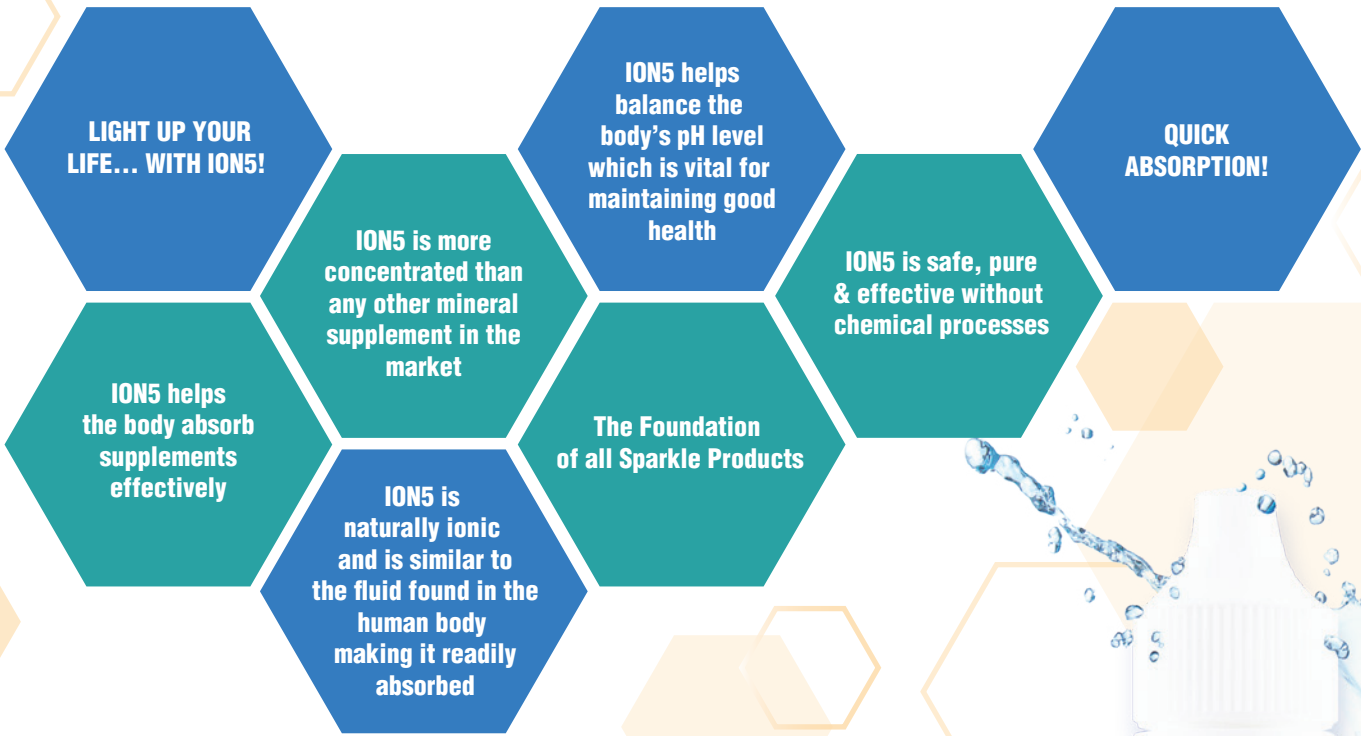 LIGHT UP YOUR
LIFE... WITH ION5!
ION5 helps
balance the
body's pH level
which is vital for
maintaining good
health
QUICK
ABSORPTION!
ION5 is more
concentrated than
any other mineral
supplement in the
market
ION5 is safe, pure
& effective without
chemical processes
ION5 helps
the body absorb
supplements
effectively
The Foundation
of all Sparkle Products
ION5 is
naturally ionic
and is similar to
the fluid found in the
human body
making it readily
absorbed